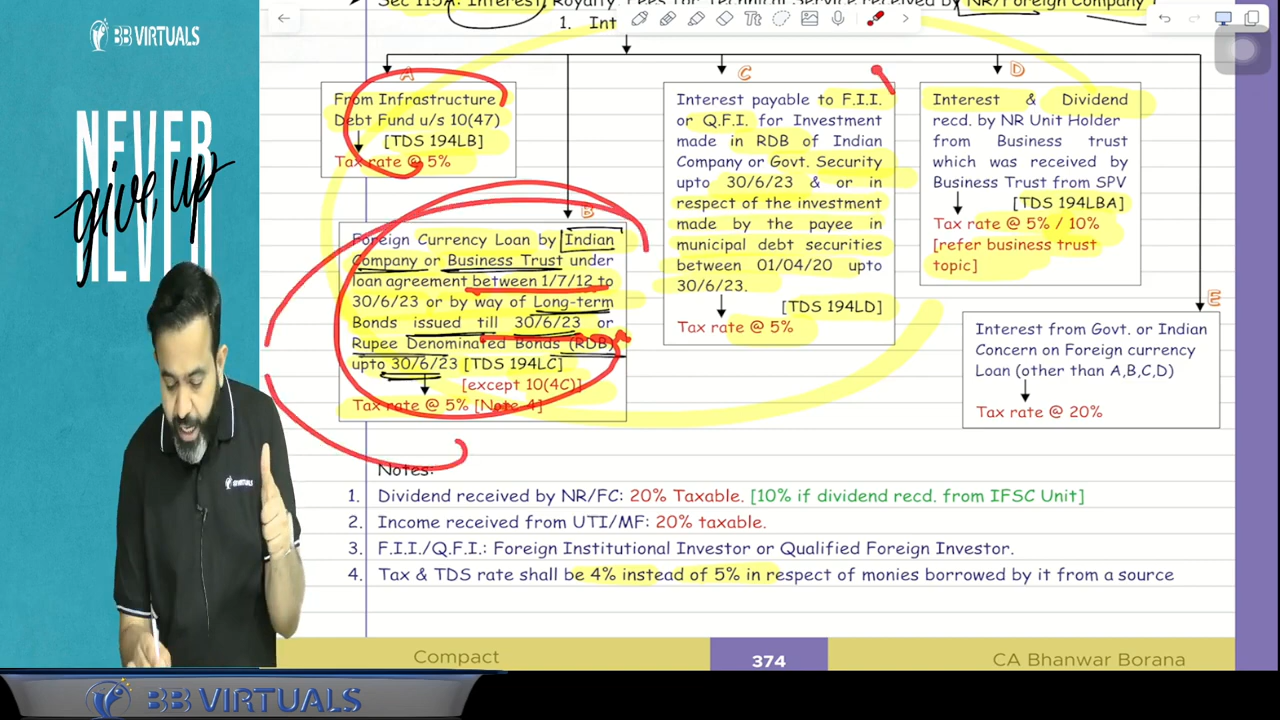 Sec 115A: Interest, Royalty, Fees for Technical Service received by NR/Foreign Company
1. Int
BB VIRTUALS
NEVER
give up
NEVER
A
From Infrastructure
Debt Fund u/s 10(47)
[TDS 194LB]
Tax rate @ 5%
B
Foreign Currency Loan by Indian
Company or Business Trust under
loan agreement between 1/7/12 to
30/6/23 or by way of Long-term
Bonds issued till 30/6/23 or
Rupee Denominated Bonds (RDB)
upto 30/6/23 [TDS 194LC]
[except 10(4C)]
Tax rate @ 5% [Note 4]
C
Interest payable to F.I.I.
or Q.F.I. for Investment
made in RDB of Indian
Company or Govt. Security
upto 30/6/23 & or in
respect of the investment
made by the payee in
municipal debt securities
between 01/04/20 upto
30/6/23.
[TDS 194LD]
Tax rate @ 5%
D
Interest & Dividend
recd. by NR Unit Holder
from Business trust
which was received by
Business Trust from SPV
[TDS 194LBA]
Tax rate @ 5% / 10%
[refer business trust
topic]
E
Interest from Govt. or Indian
Concern on Foreign currency
Loan (other than A,B,C,D)
Tax rate @ 20%
Notes:
1. Dividend received by NR/FC: 20% Taxable. [10% if dividend recd. from IFSC Unit]
2. Income received from UTI/MF: 20% taxable.
3. F.I.I./Q.F.I.: Foreign Institutional Investor or Qualified Foreign Investor.
4. Tax & TDS rate shall be 4% instead of 5% in respect of monies borrowed by it from a source
Compact
374
CA Bhanwar Borana
BB VIRTUALS